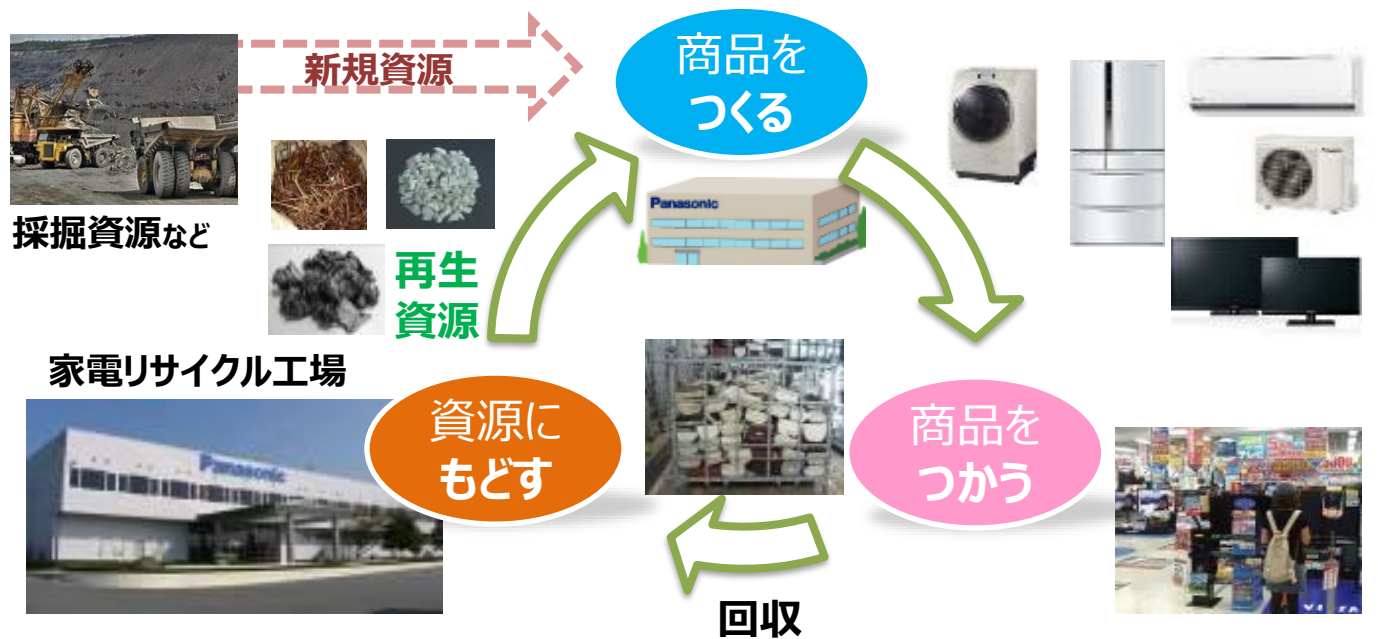 新規資源
商品を
つくる
Panasonic
採掘資源など
再生
資源
家電リサイクル工場
資源に
もどす
Panasonic
商品を
つかう
回収